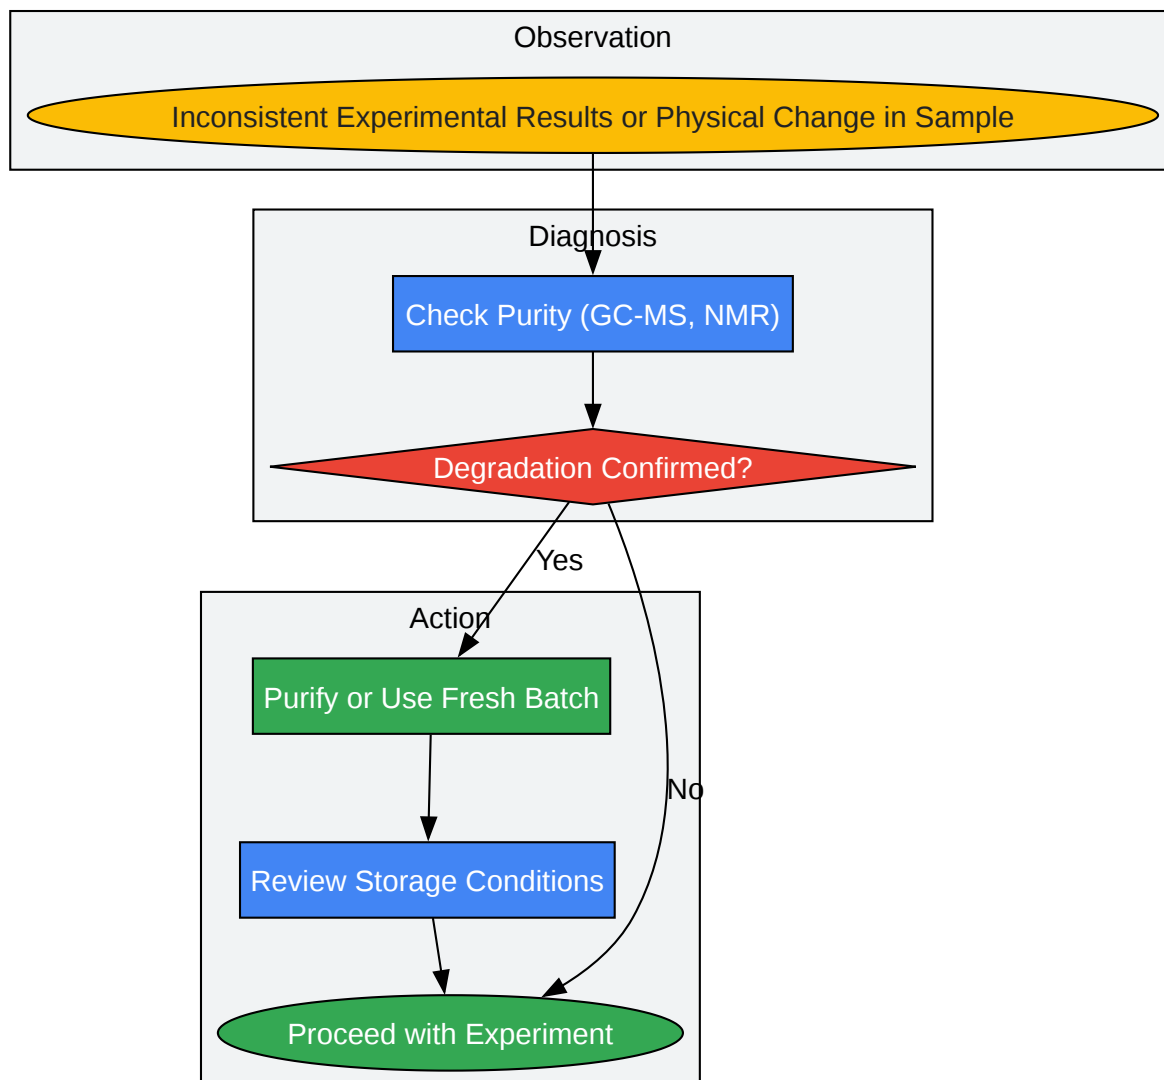 Observation
Inconsistent Experimental Results or Physical Change in Sample
Diagnosis
Check Purity (GC-MS, NMR)
Degradation Confirmed?
Yes
Action
Purify or Use Fresh Batch
No
Review Storage Conditions
Proceed with Experiment